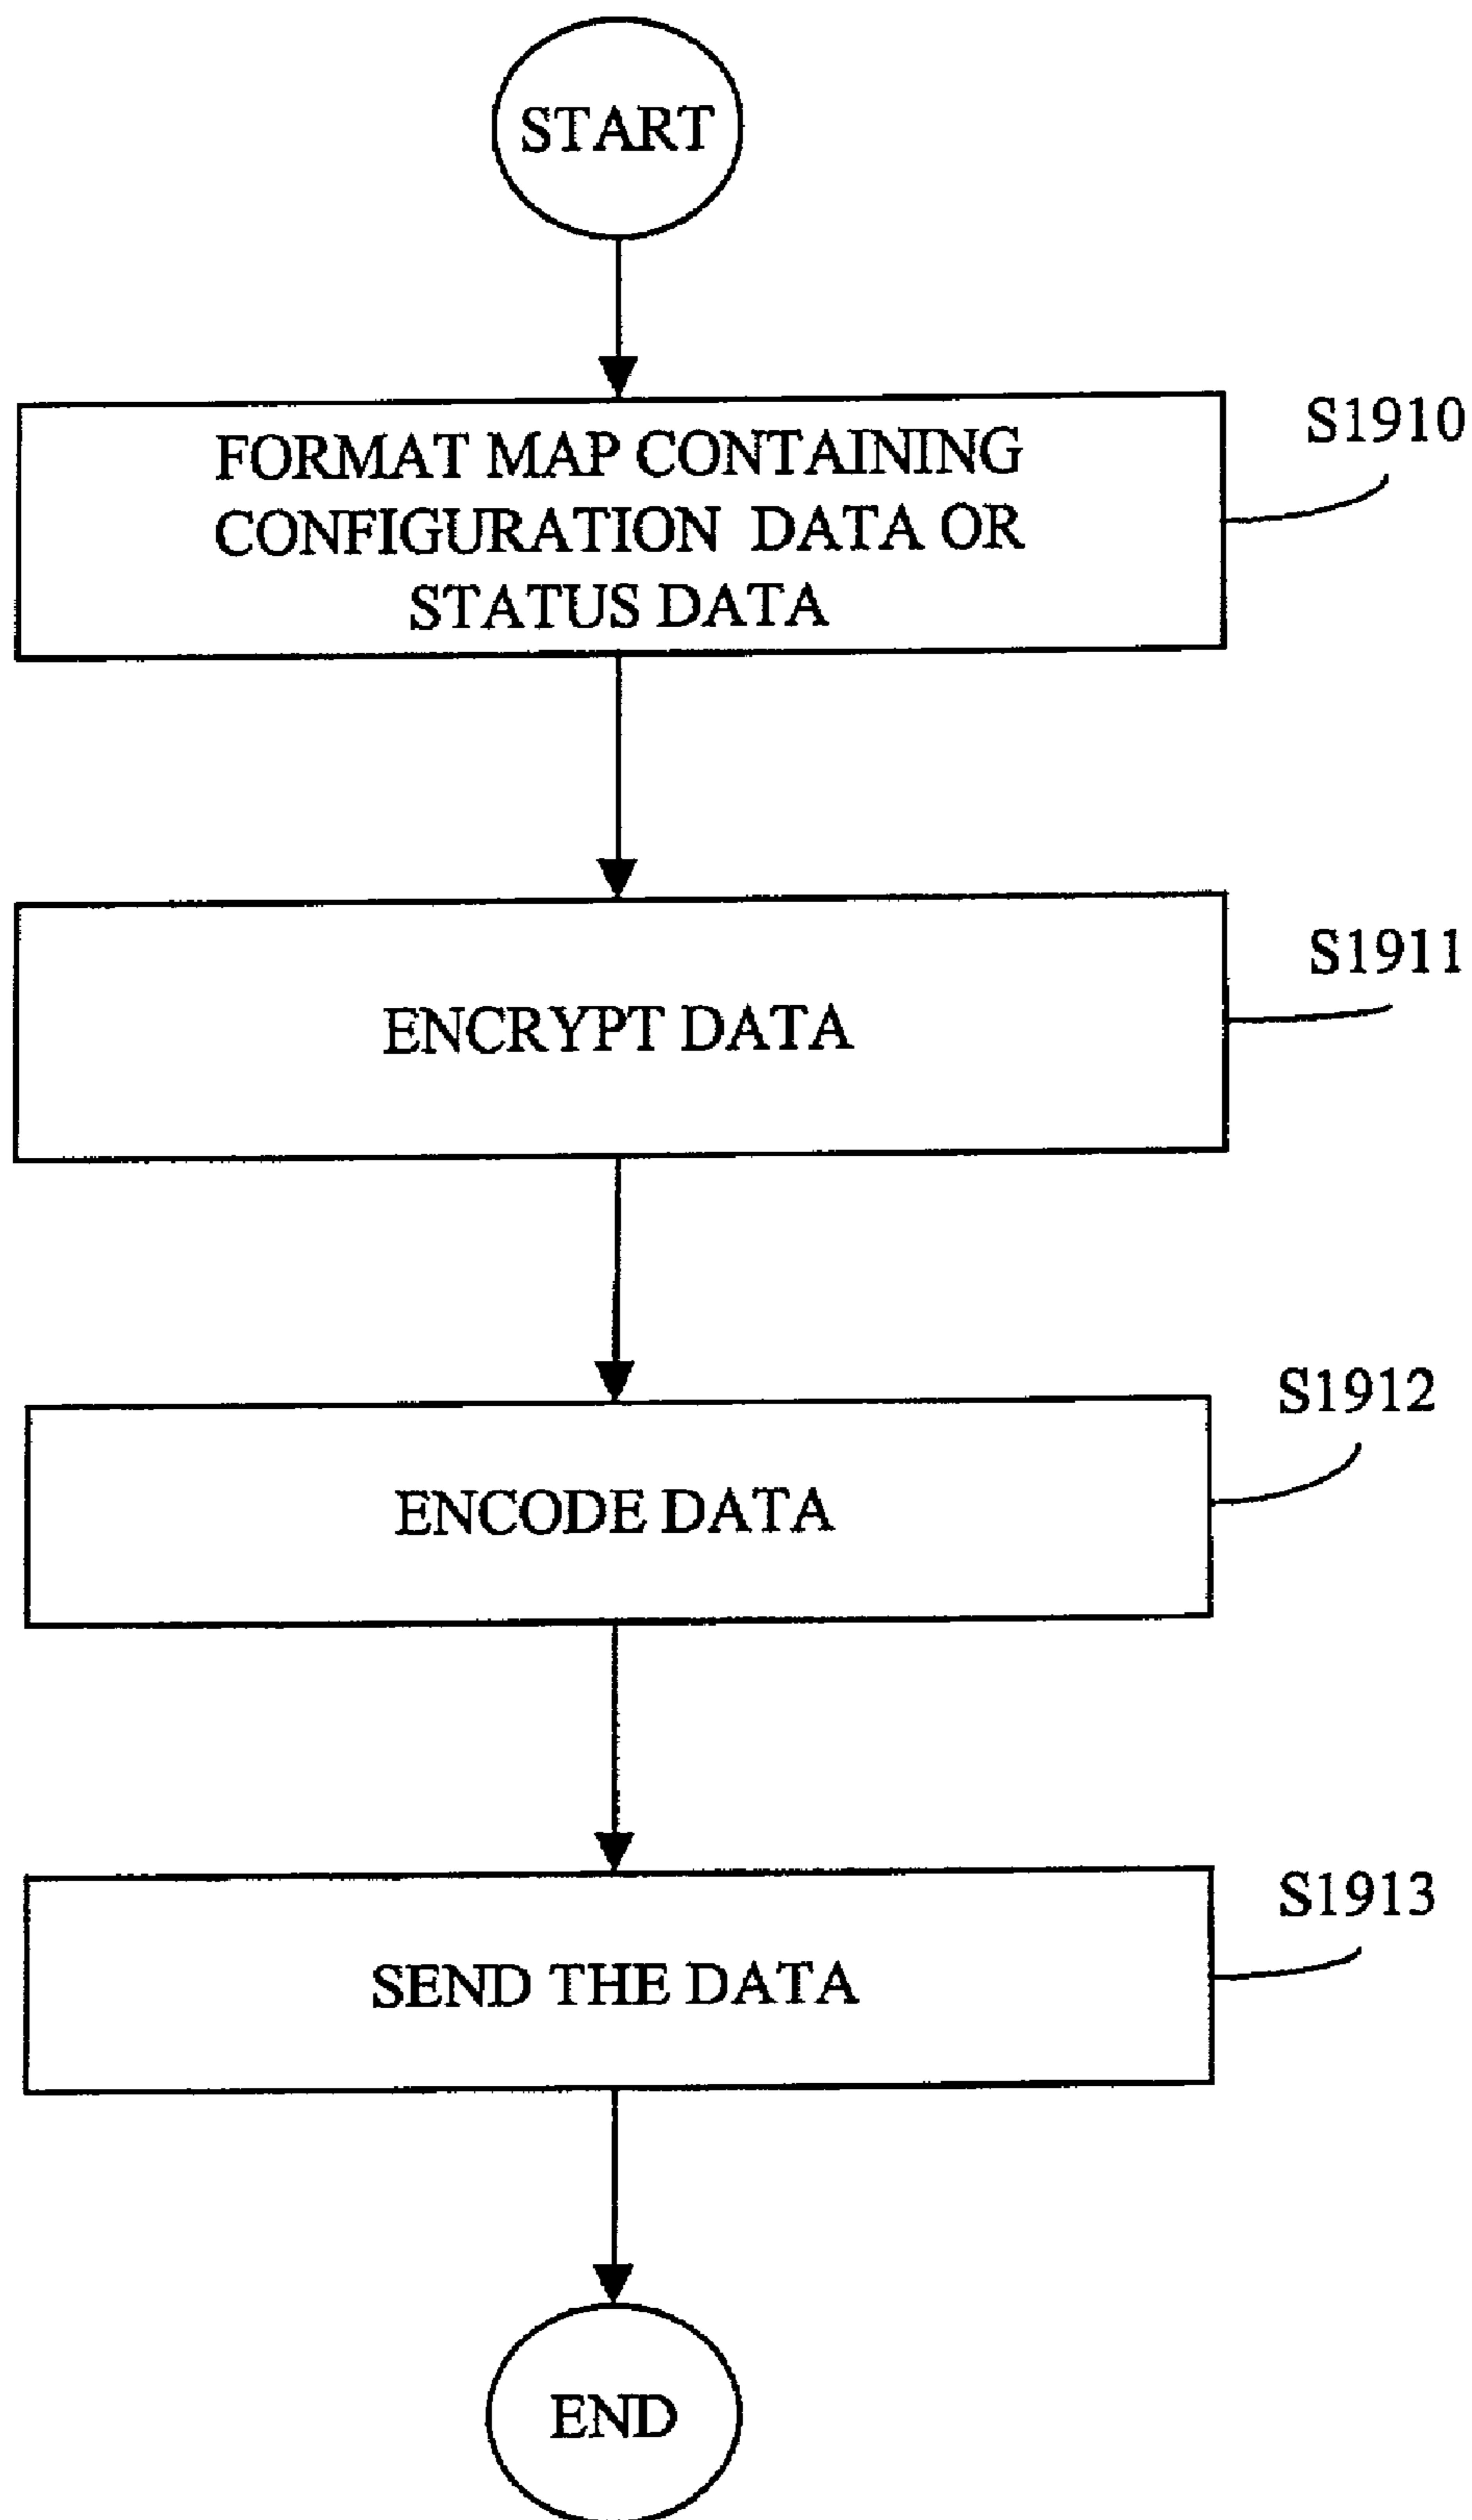 START
FORMAT MAP CONTAINING
CONFIGURATION DATA OR
STATUS DATA
S1910
ENCRYPT DATA
S1911
ENCODE DATA
S1912
SEND THE DATA
S1913
END